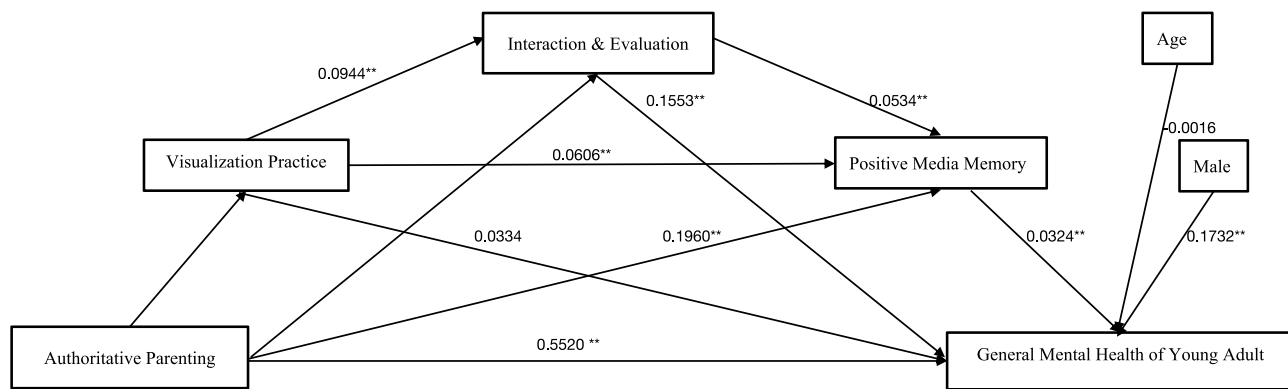 Interaction & Evaluation
Age
0.0944**
0.1553**
0.0534**
-0.0016
Visualization Practice
0.0606**
Positive Media Memory
Male
0.0334
0.1960**
0.0324**
0.1732**
Authoritative Parenting
0.5520 **
General Mental Health of Young Adult